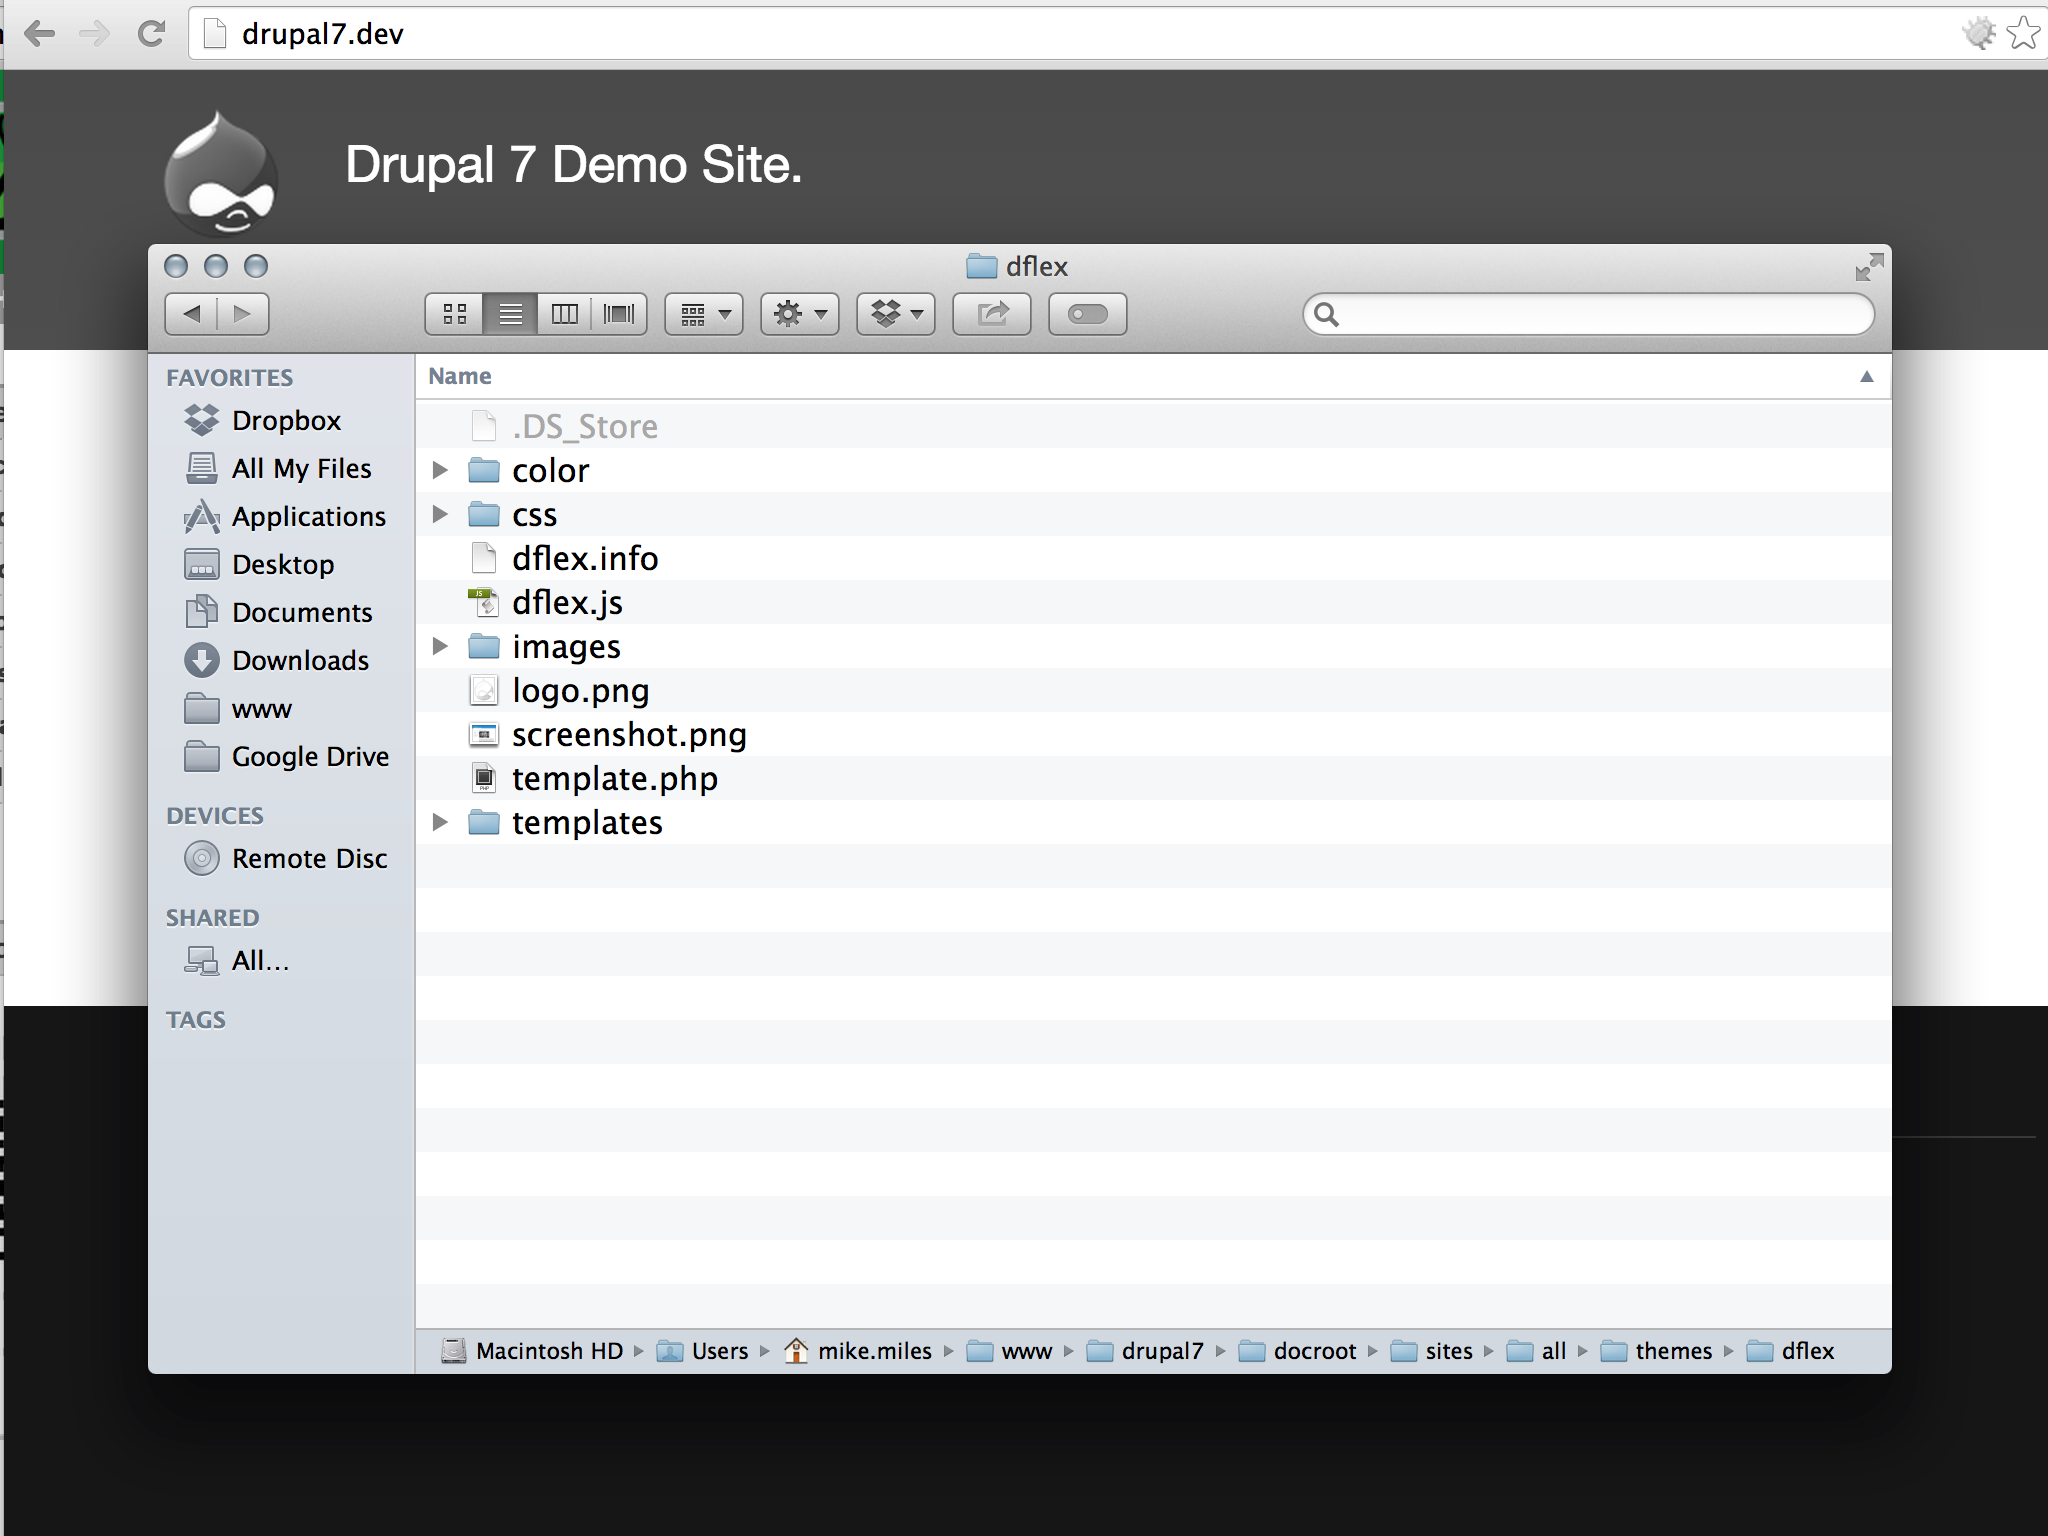 drupal7.dev
Drupal 7 Demo Site.
dflex
FAVORITES
Dropbox
All My Files
Applications
Desktop
Documents
Downloads
www
Google Drive
DEVICES
Remote Disc
SHARED
All...
TAGS
Name
.DS_Store
color
css
dflex.info
JS
dflex.js
images
logo.png
screenshot.png
PHP
template.php
templates
Macintosh HD Users mike.miles www drupal7 docroot sites all themes dflex